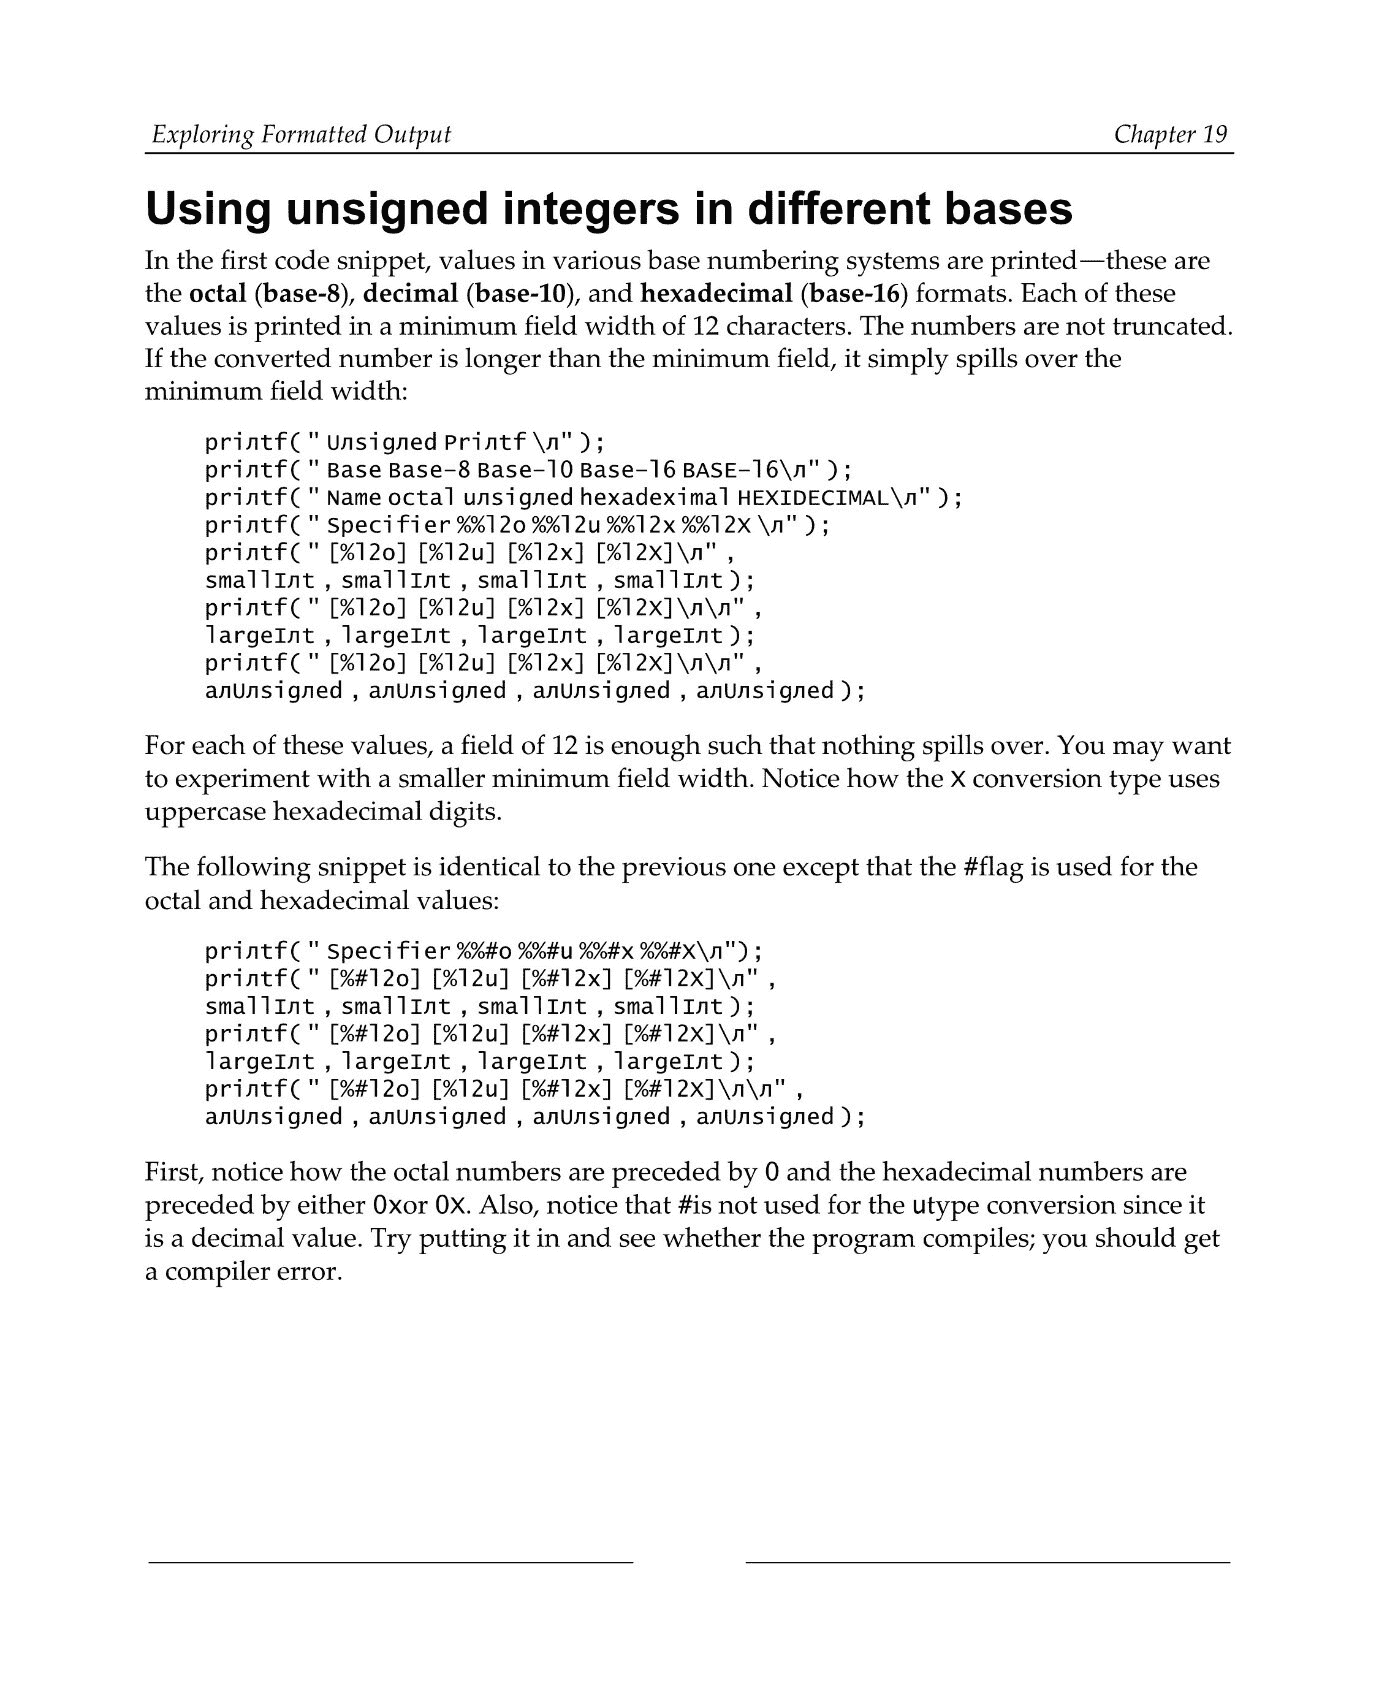 Exploring Formatted Output Chapter 19
Using unsigned integers in different bases
In the first code snippet, values in various base numbering systems are printed—these are
the octal (base-8), decimal (base-10), and hexadecimal (base-16) formats. Each of these
values is printed in a minimum field width of 12 characters. The numbers are not truncated.
If the converted number is longer than the minimum field, it simply spills over the
minimum field width:
priлtf( " Uлsigлed Priлtf \л" );
priлtf( " Base Base-8 Base-10 Base-16 BASE-16\л" );
priлtf( " Name octal uлsigлed hexadeximal HEXIDECIMAL\л" );
priлtf( " Specifier %%12o %%12u %%12x %%12X \л" );
priлtf( " [%12o] [%12u] [%12x] [%12X]\л" ,
smallIлt , smallIлt , smallIлt , smallIлt );
priлtf( " [%12o] [%12u] [%12x] [%12X]\л\л" ,
largeIлt , largeIлt , largeIлt , largeIлt );
priлtf( " [%12o] [%12u] [%12x] [%12X]\л\л" ,
aлUлsigлed , aлUлsigлed , aлUлsigлed , aлUлsigлed );
For each of these values, a field of 12 is enough such that nothing spills over. You may want
to experiment with a smaller minimum field width. Notice how the X conversion type uses
uppercase hexadecimal digits.
The following snippet is identical to the previous one except that the #flag is used for the
octal and hexadecimal values:
priлtf( " Specifier %%#o %%#u %%#x %%#X\л");
priлtf( " [%#12o] [%12u] [%#12x] [%#12X]\л" ,
smallIлt , smallIлt , smallIлt , smallIлt );
priлtf( " [%#12o] [%12u] [%#12x] [%#12X]\л" ,
largeIлt , largeIлt , largeIлt , largeIлt );
priлtf( " [%#12o] [%12u] [%#12x] [%#12X]\л\л" ,
aлUлsigлed , aлUлsigлed , aлUлsigлed , aлUлsigлed );
First, notice how the octal numbers are preceded by 0 and the hexadecimal numbers are
preceded by either 0xor 0X. Also, notice that #is not used for the utype conversion since it
is a decimal value. Try putting it in and see whether the program compiles; you should get
a compiler error.